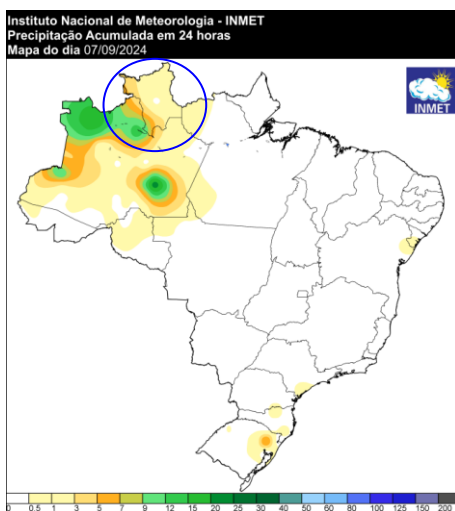 Instituto Nacional de Meteorologia - INMET
Precipitação Acumulada em 24 horas
Mapa do dia 07/09/2024
INMET
0 0.5 1 3 5 7 9 12 15 20 25 30 40 50 60 80 100 125 150 200